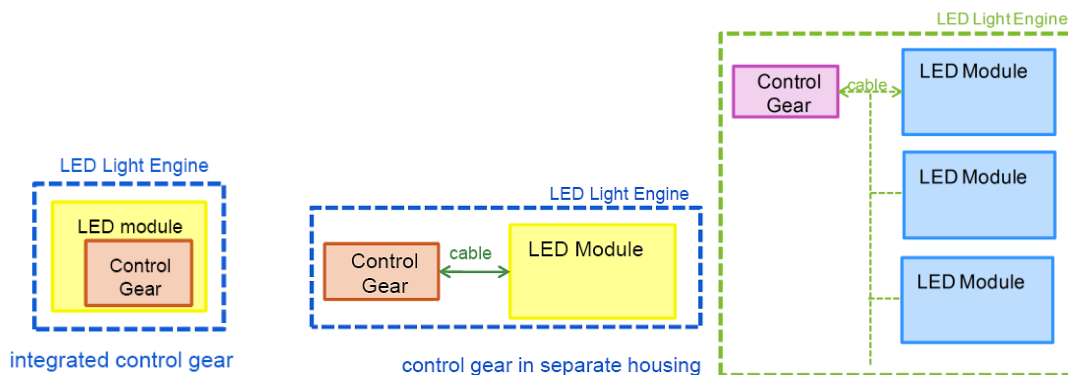 LED Light Engine
LED module
Control
Gear
integrated control gear
LED Light Engine
Control
Gear
cable
LED Module
control gear in separate housing
LED Light Engine
Control
Gear
cable
LED Module
LED Module
LED Module